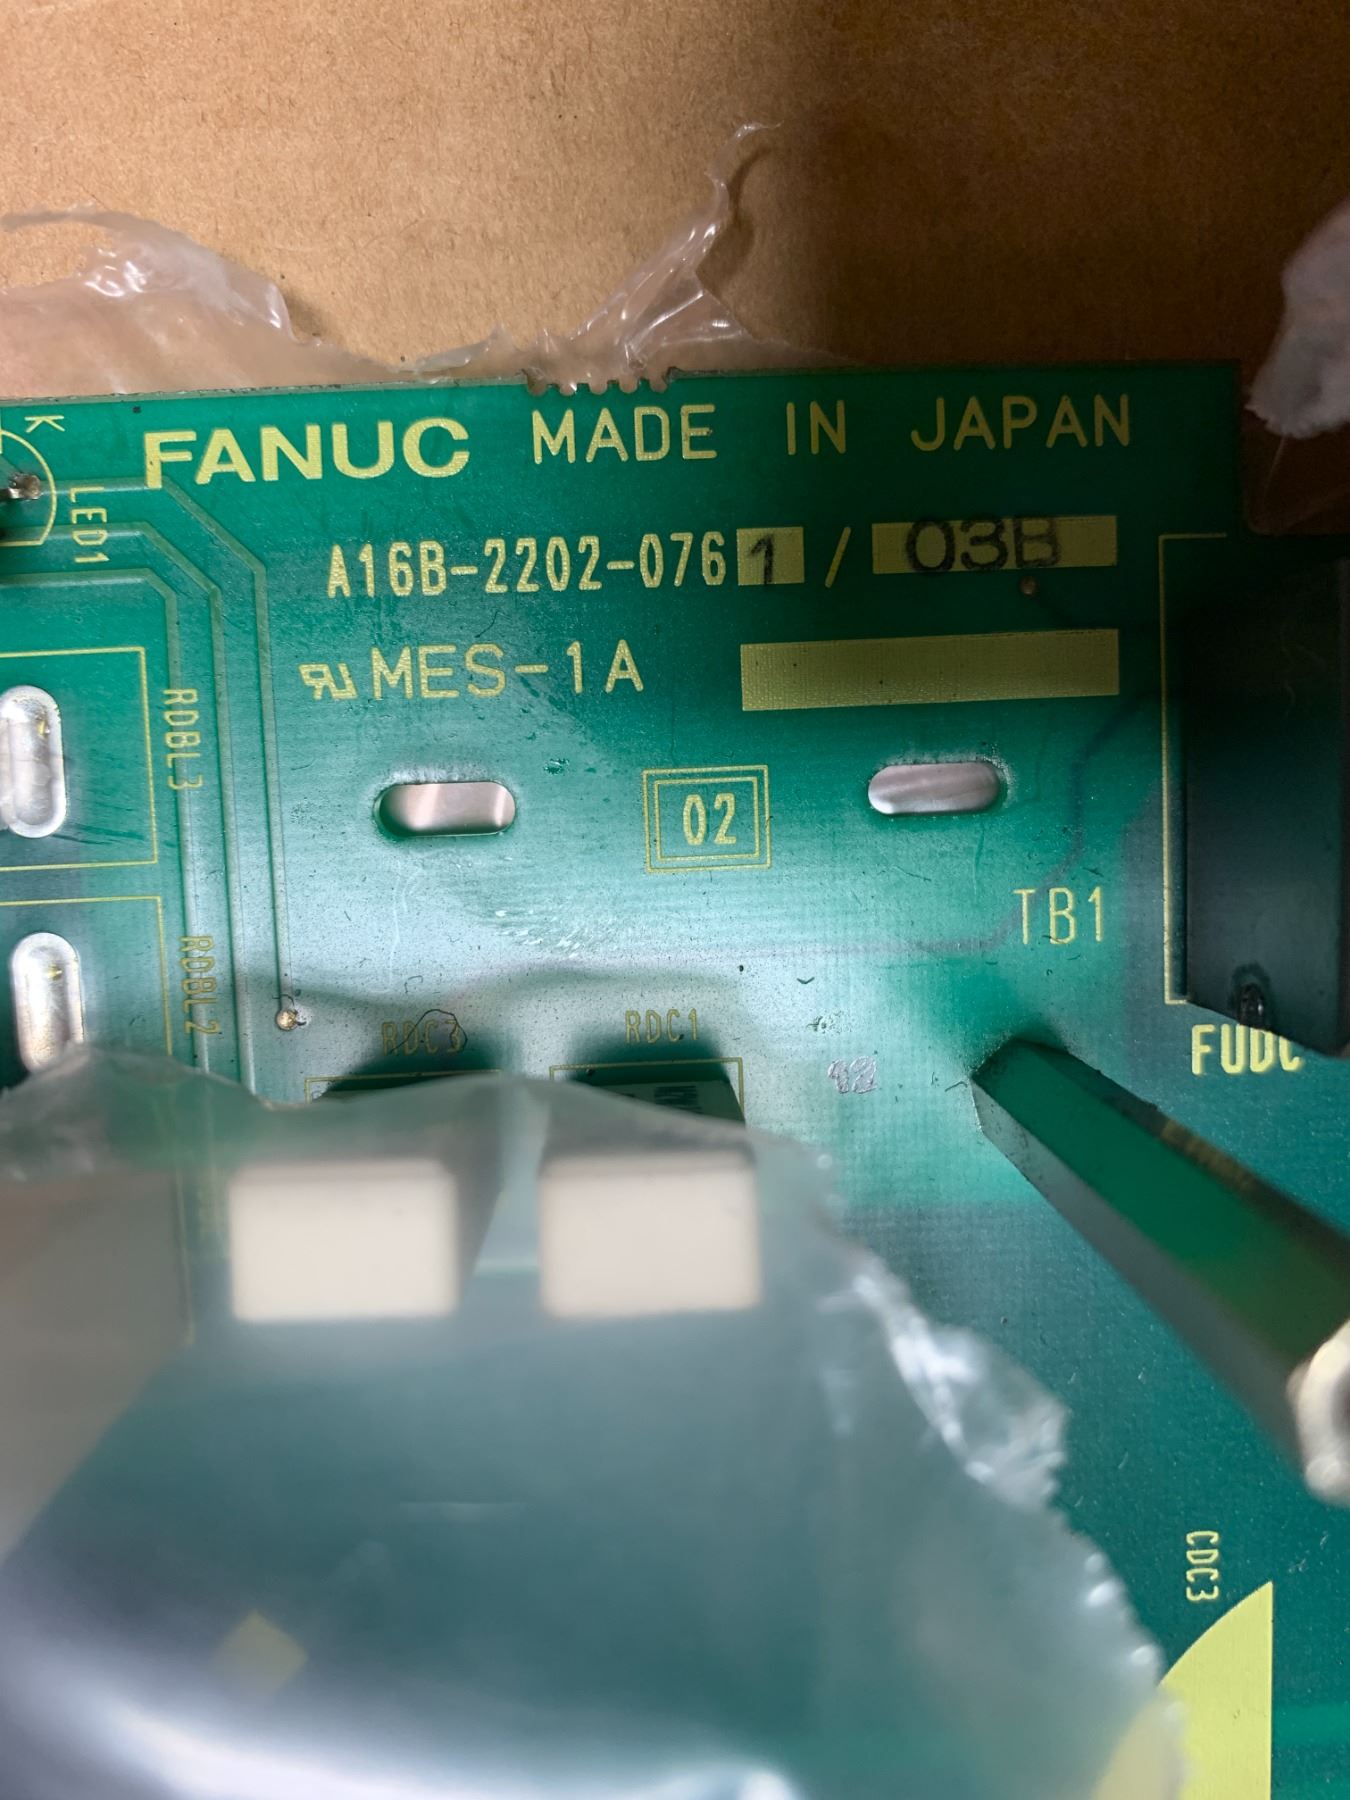 K
FANUC MADE IN JAPAN
LED1
A16B-2202-0761/03B
MES-1A
RDBL3
02
TB1
RDBL2
RDC3
RDC1
FUDC
12
CDC3